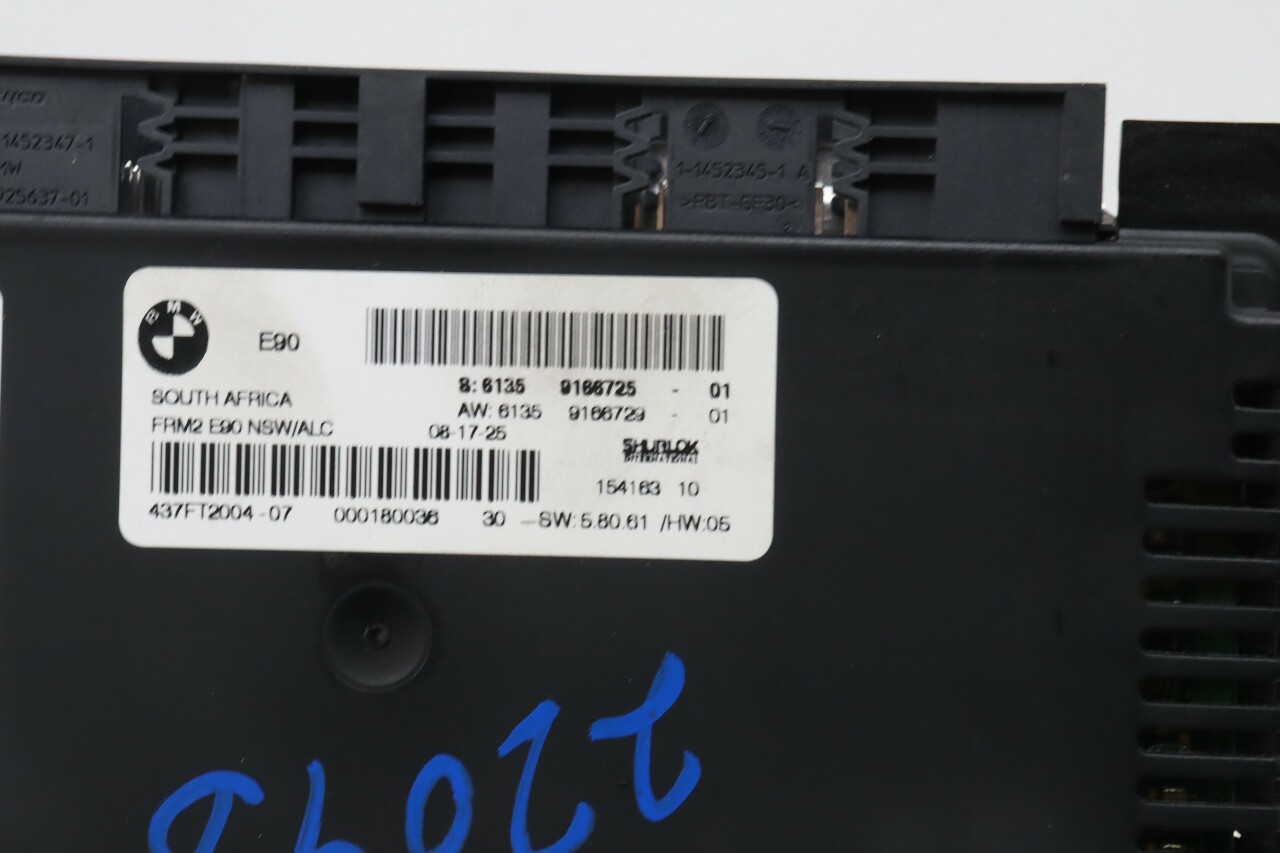 1452347-1
925637-01
1-1452345-1 A
>PBT-GF30<
BMW
E90
S: 6135 9166725 - 01
SOUTH AFRICA
AW: 6135 9166729 - 01
FRM2 E90 NSW/ALC 08-17-25
SHURLOK
INTERNATIONAL
154163 10
437FT2004-07 000180036 30 -SW:5.80.61 /HW:05